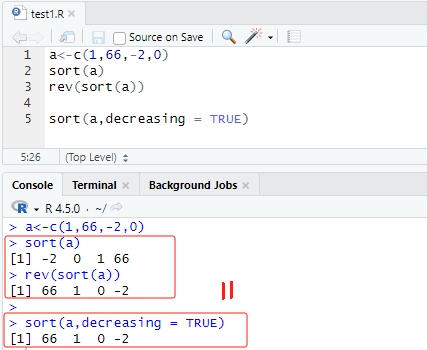 test1.R
Source on Save
1 a<-c(1,66,-2,0)
2 sort(a)
3 rev(sort(a))
4
5 sort(a,decreasing = TRUE)
5:26 (Top Level)
Console Terminal Background Jobs
R 4.5.0 · ~/
> a<-c(1,66,-2,0)
> sort(a)
[1] -2  0  1 66
> rev(sort(a))
[1] 66  1  0 -2
>
> sort(a,decreasing = TRUE)
[1] 66  1  0 -2